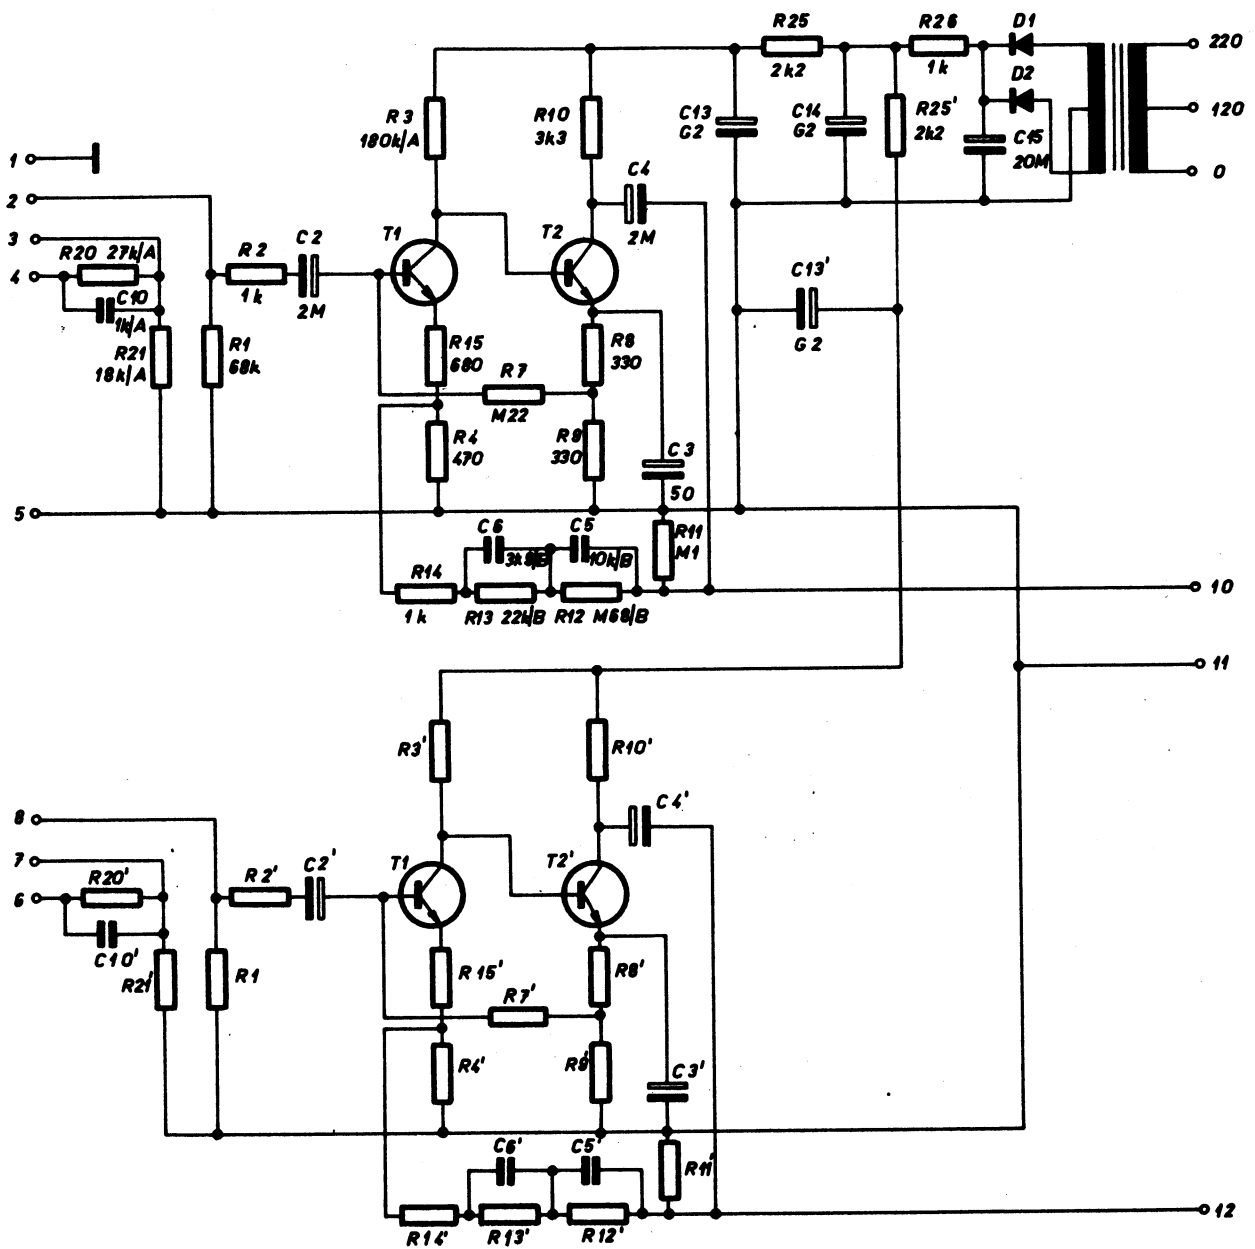 R25
2k2
R26
1k
D1
D2
220
120
0
R3
180k/A
R10
3k3
C13
G2
C14
G2
R25'
2k2
C15
20M
1
2
3
4
R20 27k/A
C10
1k/A
R21
18k/A
R2
1k
C2
2M
R1
68k
T1
T2
C4
2M
C13'
G2
R15
680
R8
330
R7
M22
R4
470
R9
330
C3
50
5
C6
C5
10k/B
R11
M1
R14
1k
R13 22k/B
R12 M68/B
10
11
R3'
R10'
C4'
8
7
6
R20'
C10'
R21'
R2'
C2'
R1
T1
T2'
R15'
R8'
R7'
R4'
R9'
C3'
C6'
C5'
R11'
R14'
R13'
R12'
12